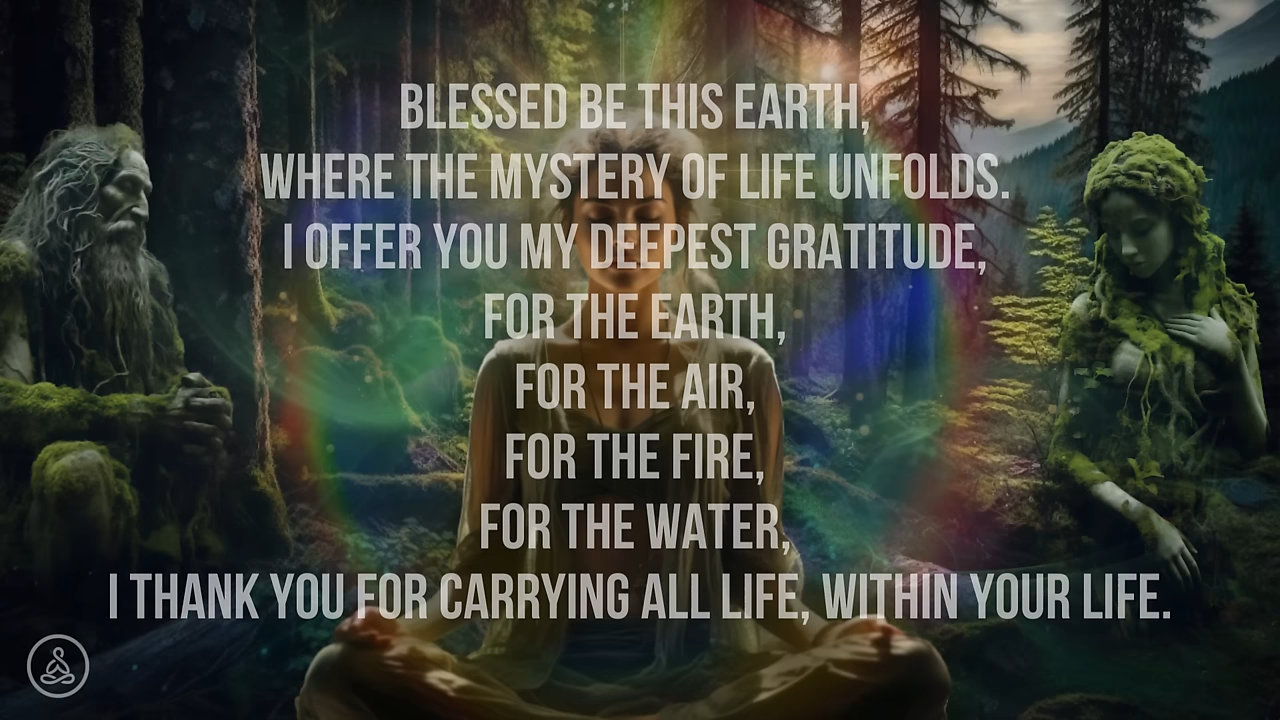 BLESSED BE THIS EARTH,
WHERE THE MYSTERY OF LIFE UNFOLDS.
I OFFER YOU MY DEEPEST GRATITUDE,
FOR THE EARTH,
FOR THE AIR,
FOR THE FIRE,
FOR THE WATER,
I THANK YOU FOR CARRYING ALL LIFE, WITHIN YOUR LIFE.